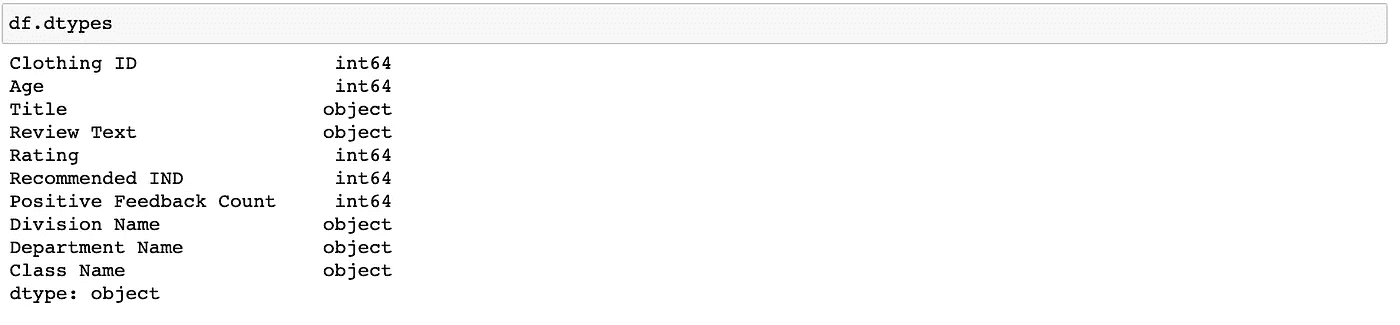 df.dtypes
Clothing ID int64
Age int64
Title object
Review Text object
Rating int64
Recommended IND int64
Positive Feedback Count int64
Division Name object
Department Name object
Class Name object
dtype: object